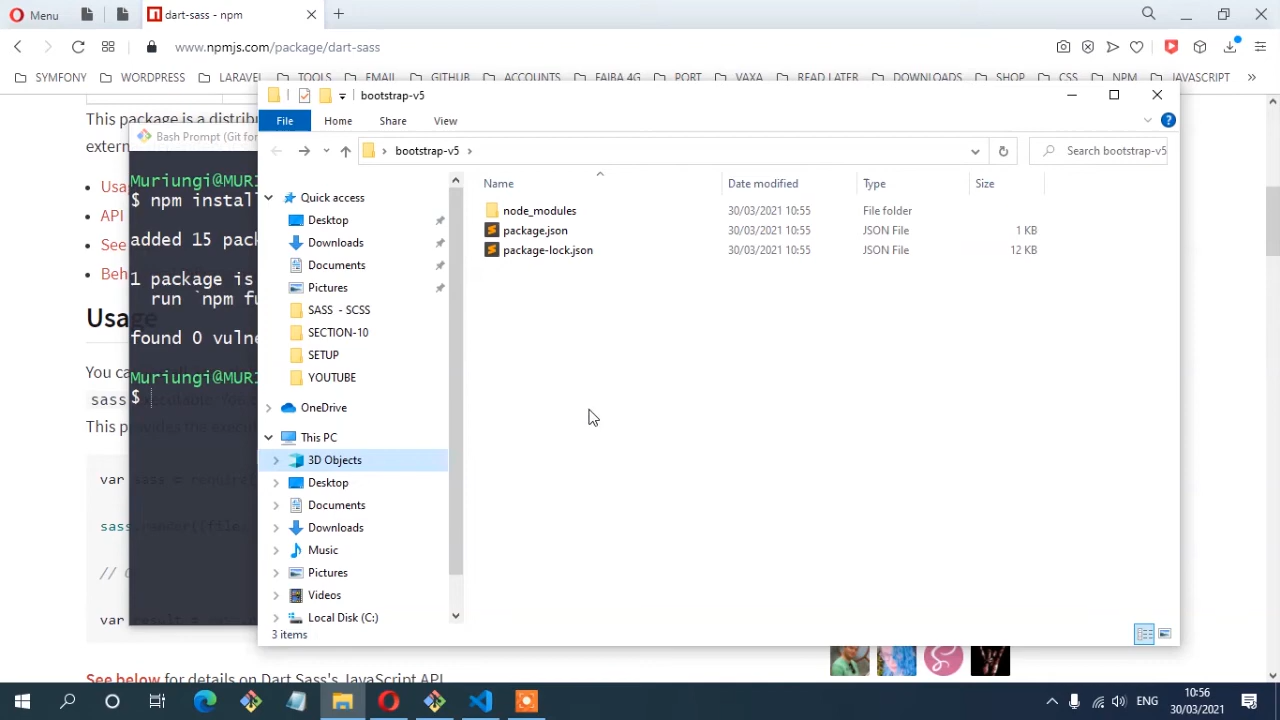 Menu
dart-sass - npm
www.npmjs.com/package/dart-sass
SYMFONY WORDPRESS LARAVEL TOOLS EMAIL GITHUB ACCOUNTS FAIBA 4G PORT VAXA READ LATER DOWNLOADS SHOP CSS NPM JAVASCRIPT »
This package is a distribu
extern
Bash Prompt (Git for
Muriungi@MURI
$ npm install
added 15 pack
1 package is
run `npm fu
found 0 vulne
Muriungi@MURI
$
Usa
API
See
Beh
Usage
You ca
sass
This
var sass = require(
sass.render({file
// O
var result =
See below for details on Dart Sass's JavaScript API
bootstrap-v5
File Home Share View
bootstrap-v5
Search bootstrap-v5
Name Date modified Type Size
node_modules 30/03/2021 10:55 File folder
package.json 30/03/2021 10:55 JSON File 1 KB
package-lock.json 30/03/2021 10:55 JSON File 12 KB
Quick access
Desktop
Downloads
Documents
Pictures
SASS - SCSS
SECTION-10
SETUP
YOUTUBE
OneDrive
This PC
3D Objects
Desktop
Documents
Downloads
Music
Pictures
Videos
Local Disk (C:)
3 items
ENG
10:56
30/03/2021